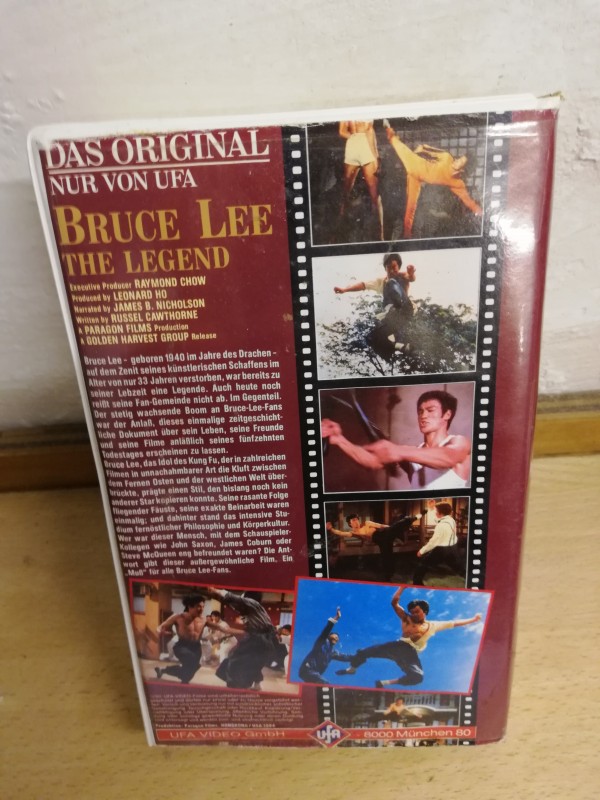 DAS ORIGINAL
NUR VON UFA
BRUCE LEE
THE LEGEND
Executive Producer RAYMOND CHOW
Produced by LEONARD HO
Narrated by JAMES B. NICHOLSON
Written by RUSSEL CAWTHORNE
A PARAGON FILMS Production
A GOLDEN HARVEST GROUP Release
Bruce Lee - geboren 1940 im Jahre des Drachen -
auf dem Zenit seines künstlerischen Schaffens im
Alter von nur 33 Jahren verstorben, war bereits zu
seiner Lebzeit eine Legende. Auch heute noch
reißt seine Fan-Gemeinde nicht ab. Im Gegenteil.
Der stetig wachsende Boom an Bruce-Lee-Fans
war der Anlaß, dieses einmalige zeitgeschicht-
liche Dokument über sein Leben, seine Freunde
und seine Filme anläßlich seines fünfzehnten
Todestages erscheinen zu lassen.
Bruce Lee, das Idol des Kung Fu, der in zahlreichen
Filmen in unnachahmbarer Art die Kluft zwischen
dem Fernen Osten und der westlichen Welt über-
brückte, prägte einen Stil, den bislang noch kein
anderer Star kopieren konnte. Seine rasante Folge
fliegender Fäuste, seine exakte Beinarbeit waren
einmalig; und dahinter stand das intensive Stu-
dium fernöstlicher Philosophie und Körperkultur.
Wer war dieser Mensch, mit dem Schauspieler-
Kollegen wie John Saxon, James Coburn oder
Steve McQueen eng befreundet waren? Die Ant-
wort gibt dieser außergewöhnliche Film. Ein
„Muß" für alle Bruce Lee-Fans.
UFA VIDEO GmbH
ufa
8000 München 80